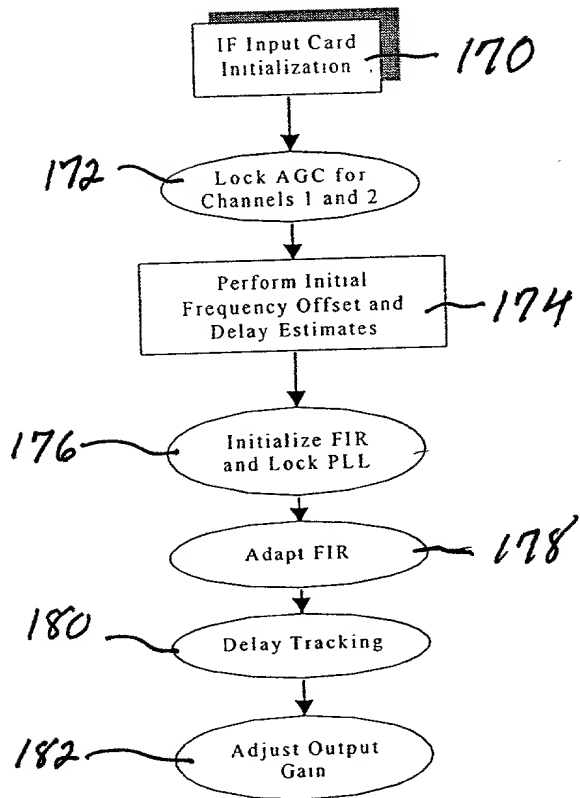 IF Input Card
Initialization
170
172
Lock AGC for
Channels 1 and 2
Perform Initial
Frequency Offset and
Delay Estimates
174
176
Initialize FIR
and Lock PLL
Adapt FIR
178
180
Delay Tracking
182
Adjust Output
Gain